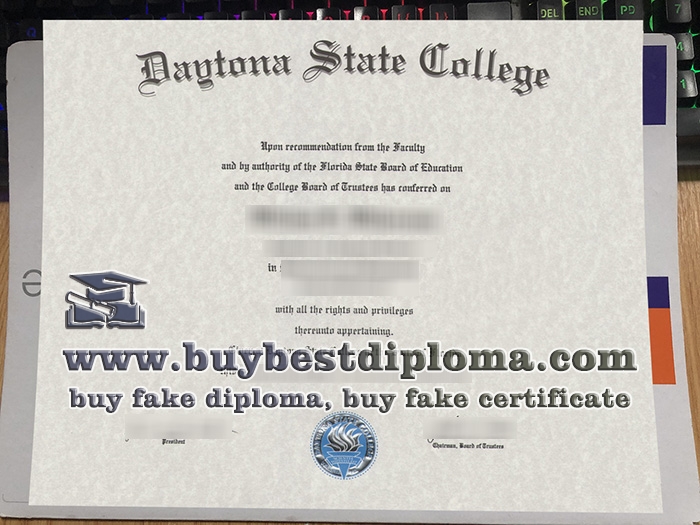 DEL END PD
Daytona State College
Upon recommendation from the Faculty
and by authority of the Florida State Board of Education
and the College Board of Trustees has conferred on
in
with all the rights and privileges
thereunto appertaining.
www.buybestdiploma.com
buy fake diploma, buy fake certificate
President
Chairman, Board of Trustees